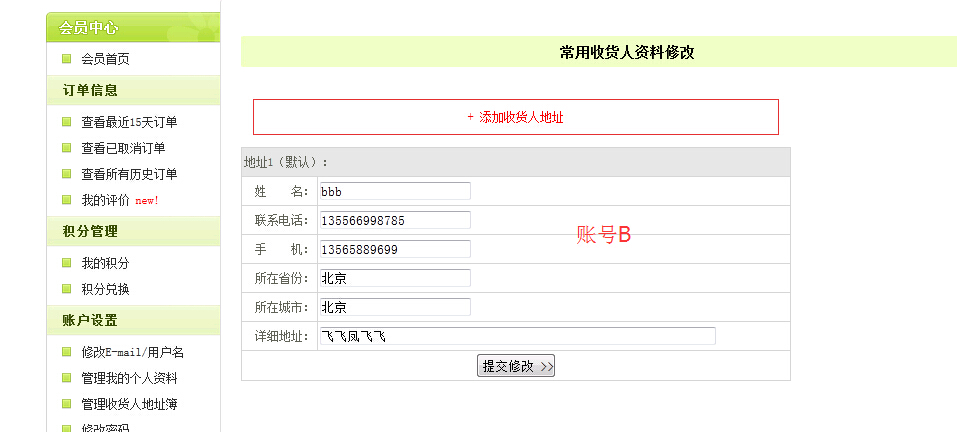 会员中心
会员首页
订单信息
查看最近15天订单
查看已取消订单
查看所有历史订单
我的评价 new!
积分管理
我的积分
积分兑换
账户设置
修改E-mail/用户名
管理我的个人资料
管理收货人地址簿
修改密码
常用收货人资料修改
+ 添加收货人地址
地址1（默认）：
姓 名： bbb
联系电话： 135566998785
账号B
手 机： 13565889699
所在省份： 北京
所在城市： 北京
详细地址： 飞飞凤飞飞
提交修改 >>